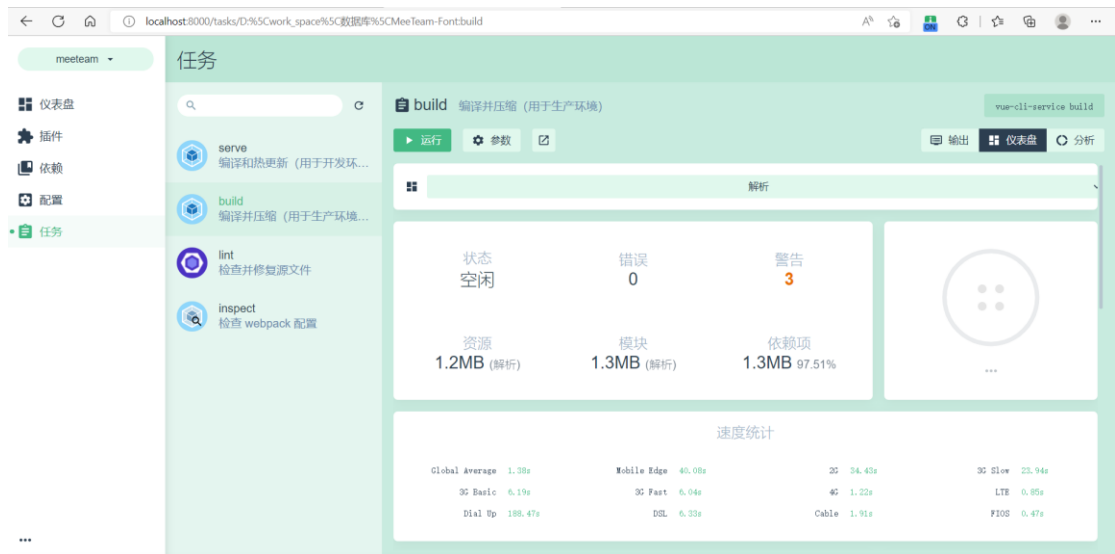 localhost:8000/tasks/D:%5Cwork_space%5C数据库%5CMeeTeam-Font:build
ON
meeteam
任务
仪表盘
插件
依赖
配置
任务
serve
编译和热更新（用于开发环...
build
编译并压缩（用于生产环境...
lint
检查并修复源文件
inspect
检查 webpack 配置
build 编译并压缩（用于生产环境）
vue-cli-service build
运行 参数
输出 仪表盘 分析
解析
状态 错误 警告
空闲 0 3
资源 模块 依赖项
1.2MB (解析) 1.3MB (解析) 1.3MB 97.51%
...
速度统计
Global Average 1.38s Mobile Edge 40.08s 2G 34.43s 3G Slow 23.94s
3G Basic 6.19s 3G Fast 6.04s 4G 1.22s LTE 0.85s
Dial Up 188.47s DSL 6.33s Cable 1.91s FIOS 0.47s